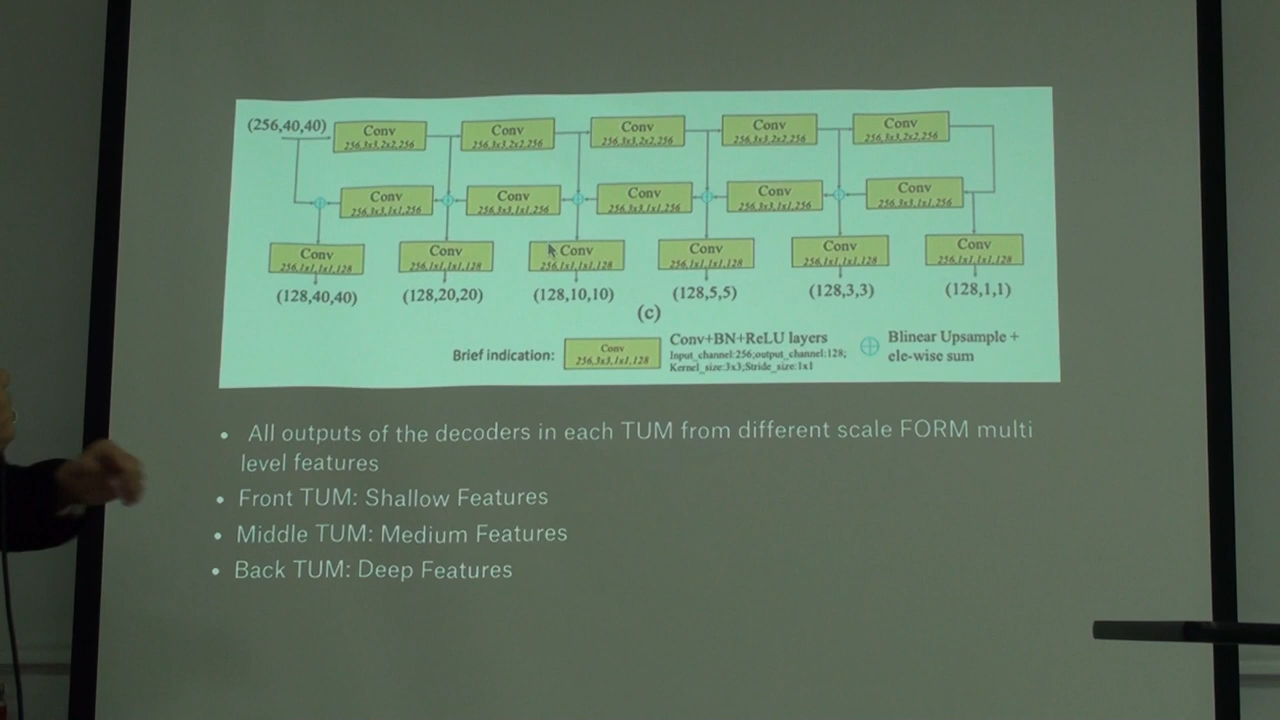 (256,40,40)
Conv
256,3x3,2x2,256
Conv
256,3x3,2x2,256
Conv
256,3x3,2x2,256
Conv
256,3x3,2x2,256
Conv
256,3x3,2x2,256
Conv
256,3x3,1x1,256
Conv
256,3x3,1x1,256
Conv
256,3x3,1x1,256
Conv
256,3x3,1x1,256
Conv
256,3x3,1x1,256
Conv
256,1x1,1x1,128
Conv
256,1x1,1x1,128
Conv
256,1x1,1x1,128
Conv
256,1x1,1x1,128
Conv
256,1x1,1x1,128
Conv
256,1x1,1x1,128
(128,40,40)
(128,20,20)
(128,10,10)
(128,5,5)
(128,3,3)
(128,1,1)
(c)
Brief indication:
Conv
256,3x3,1x1,128
Conv+BN+ReLU layers
Input_channel:256;output_channel:128;
Kernel_size:3x3;Stride_size:1x1
Blinear Upsample +
ele-wise sum
• All outputs of the decoders in each TUM from different scale FORM multi
level features
• Front TUM: Shallow Features
• Middle TUM: Medium Features
• Back TUM: Deep Features